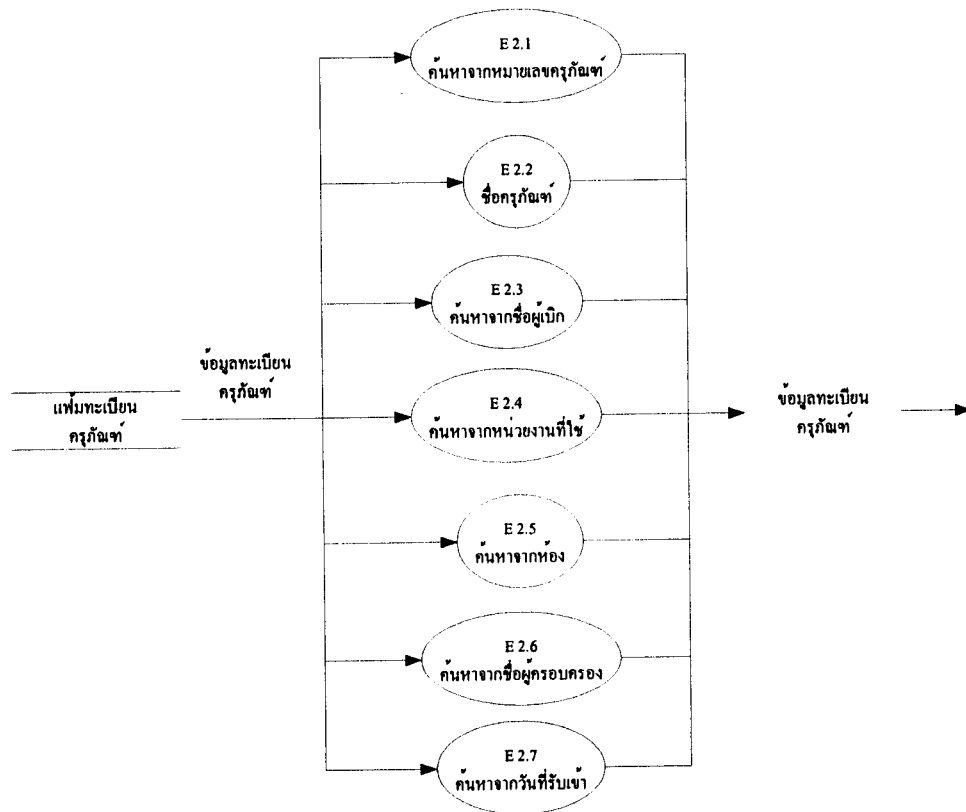 E 2.1
ค้นหาจากหมายเลขครุภัณฑ์
E 2.2
ชื่อครุภัณฑ์
E 2.3
ค้นหาจากชื่อผู้เบิก
ข้อมูลทะเบียน
ครุภัณฑ์
แฟ้มทะเบียน
ครุภัณฑ์
E 2.4
ค้นหาจากหน่วยงานที่ใช้
ข้อมูลทะเบียน
ครุภัณฑ์
E 2.5
ค้นหาจากห้อง
E 2.6
ค้นหาจากชื่อผู้ครอบครอง
E 2.7
ค้นหาจากวันที่รับเข้า